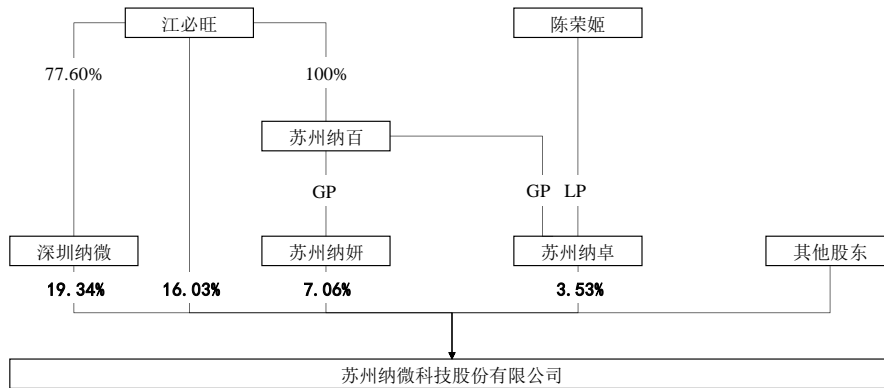 江必旺
陈荣姬
77.60%
100%
苏州纳百
GP
GP
LP
深圳纳微
苏州纳妍
苏州纳卓
其他股东
19.34%
16.03%
7.06%
3.53%
苏州纳微科技股份有限公司